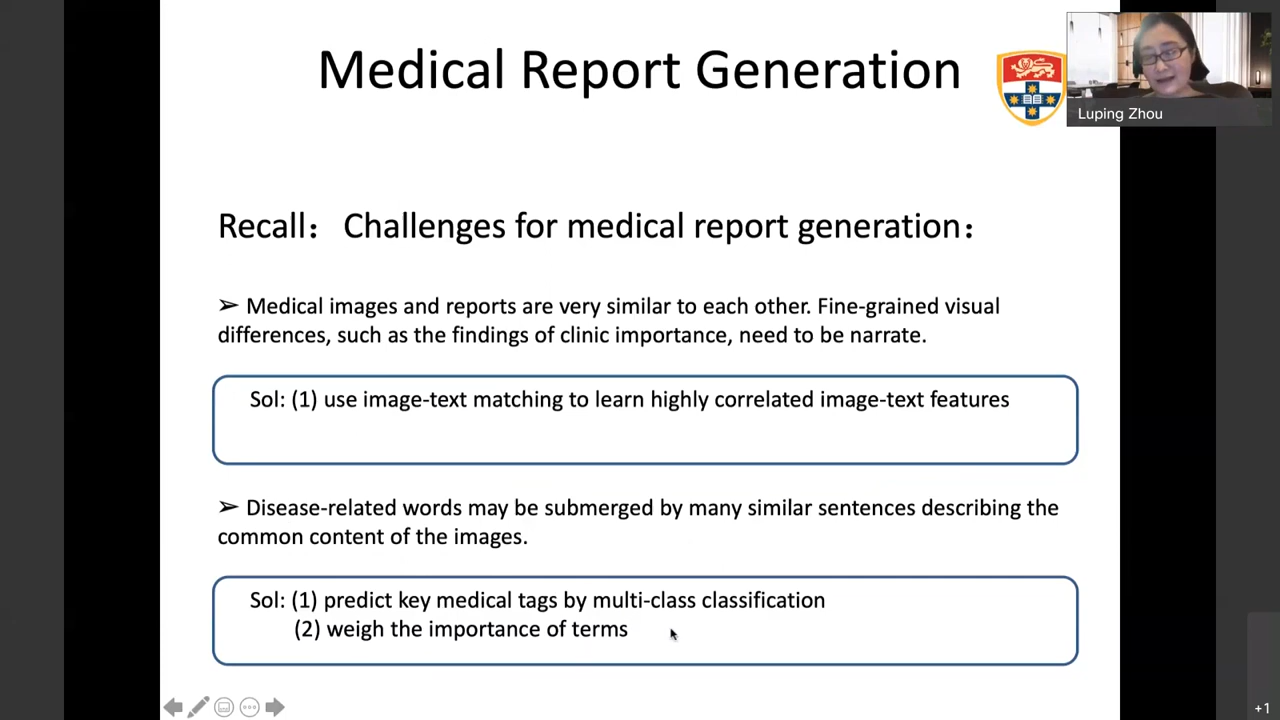 Medical Report Generation
Luping Zhou
Recall： Challenges for medical report generation：
➢ Medical images and reports are very similar to each other. Fine-grained visual
differences, such as the findings of clinic importance, need to be narrate.
Sol: (1) use image-text matching to learn highly correlated image-text features
➢ Disease-related words may be submerged by many similar sentences describing the
common content of the images.
Sol: (1) predict key medical tags by multi-class classification
(2) weigh the importance of terms
+1